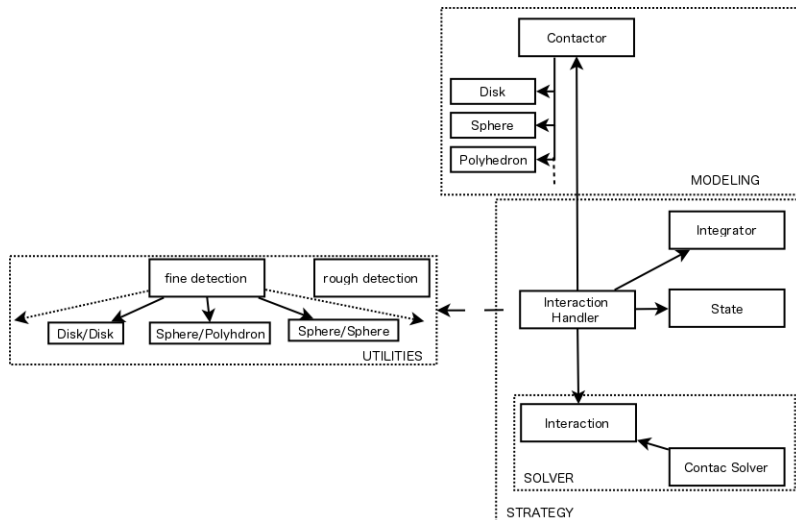 Contactor
Disk
Sphere
Polyhedron
MODELING
Integrator
fine detection
rough detection
Interaction
Handler
State
Disk/Disk
Sphere/Polyhdron
Sphere/Sphere
UTILITIES
Interaction
Contac Solver
SOLVER
STRATEGY